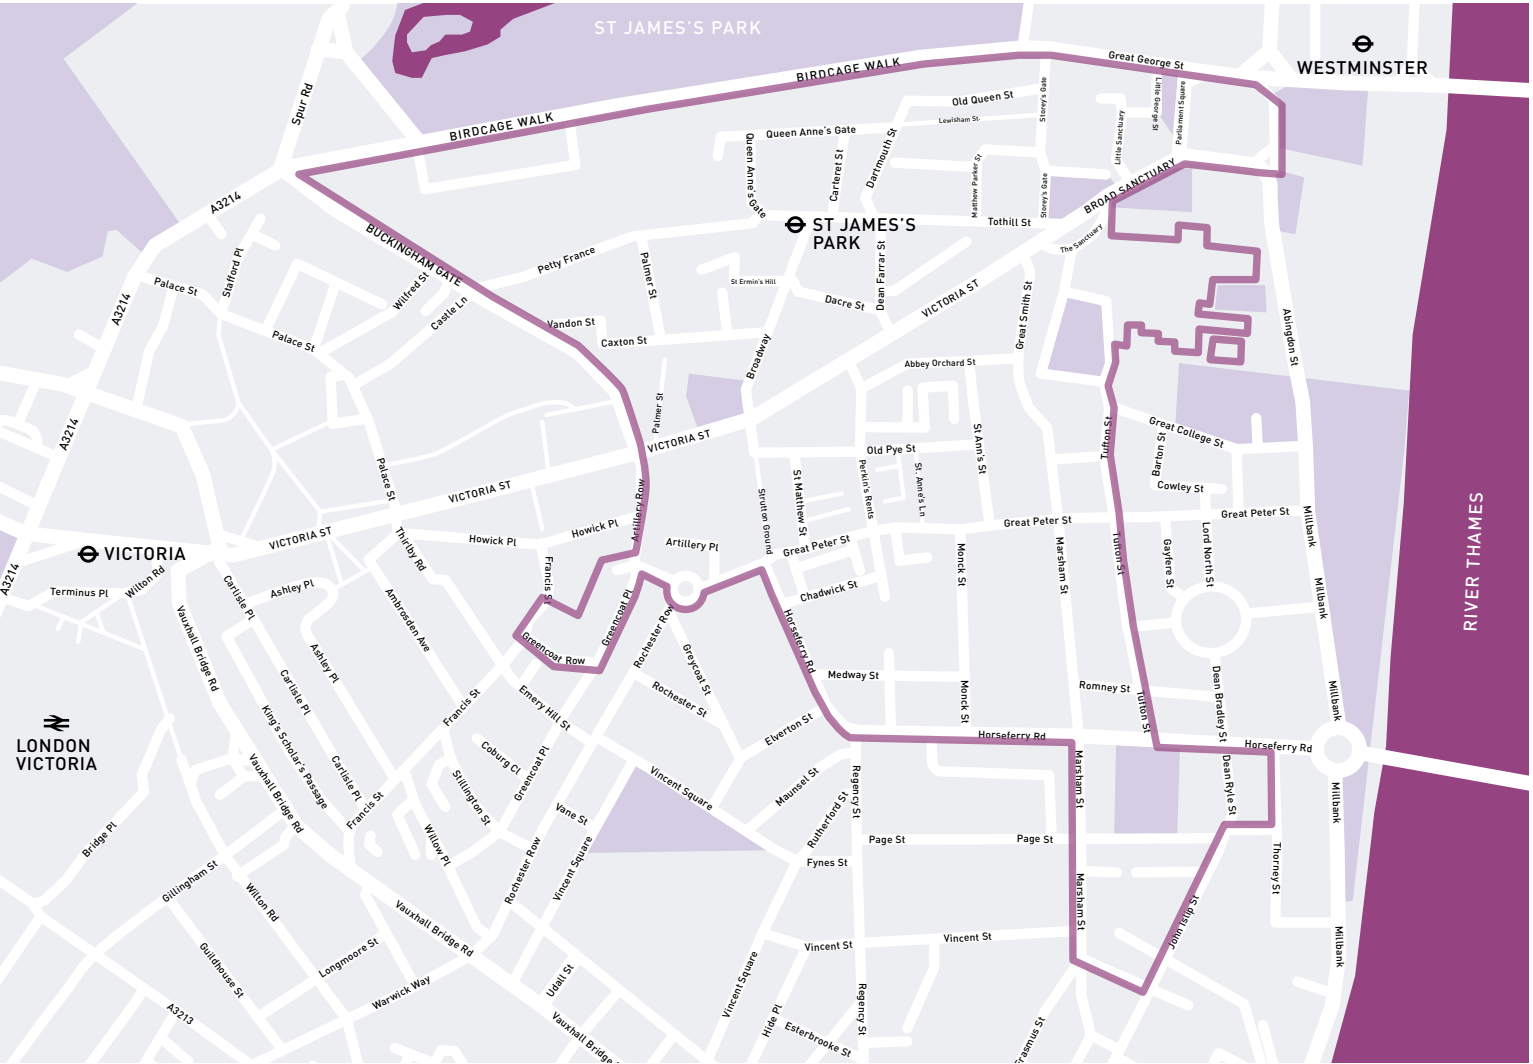 ST JAMES'S PARK
Great George St
WESTMINSTER
BIRDCAGE WALK
Spur Rd
Old Queen St
Storey's Gate
Little George St
Parliament Square
BIRDCAGE WALK
Lewisham St.
Queen Anne's Gate
Little Sanctuary
Queen Anne's Gate
Carteret St
Dartmouth St
Matthew Parker St
Storey's Gate
BROAD SANCTUARY
A3214
ST JAMES'S
PARK
Tothill St
The Sanctuary
BUCKINGHAM GATE
Stafford Pl
Petty France
Palmer St
St Ermin's Hill
Dean Farrar St
Palace St
Wilfred St
Castle Ln
Dacre St
VICTORIA ST
Great Smith St
A3214
Vandon St
Caxton St
Palace St
Broadway
Abbey Orchard St
Abingdon St
Palmer St
A3214
VICTORIA ST
Old Pye St
St Ann's St
Tufton St
Great College St
Barton St
Palace St
VICTORIA ST
Artillery Row
Strutton Ground
St Matthew St
Perkin's Rents
St. Anne's Ln
Cowley St
RIVER THAMES
VICTORIA ST
Howick Pl
Howick Pl
Thirlby Rd
Artillery Pl
Great Peter St
Great Peter St
Great Peter St
Millbank
VICTORIA
A3214
Terminus Pl
Wilton Rd
Carlisle Pl
Ashley Pl
Francis St
Chadwick St
Monck St
Marsham St
Tufton St
Gayfere St
Lord North St
Millbank
Vauxhall Bridge Rd
Ambrosden Ave
Greencoat Pl
Greencoat Row
Rochester Row
Horseferry Rd
Ashley Pl
Greycoat St
Medway St
Carlisle Pl
Rochester St
Monck St
Romney St
Tufton St
Dean Bradley St
Millbank
LONDON
VICTORIA
King's Scholar's Passage
Francis St
Emery Hill St
Elverton St
Horseferry Rd
Horseferry Rd
Coburg Cl
Greencoat Pl
Vauxhall Bridge Rd
Carlisle Pl
Francis St
Stillington St
Vincent Square
Maunsel St
Regency St
Marsham St
Dean Ryle St
Millbank
Vane St
Rutherford St
Bridge Pl
Willow Pl
Page St
Page St
Rochester Row
Vincent Square
Fynes St
Thorney St
Gillingham St
Wilton Rd
Marsham St
John Islip St
Vauxhall Bridge Rd
Vincent St
Vincent St
Millbank
Guildhouse St
Longmoore St
Warwick Way
Udall St
Vincent Square
Regency St
A3213
Hide Pl
Esterbrooke St
Vauxhall Bridge
Erasmus St